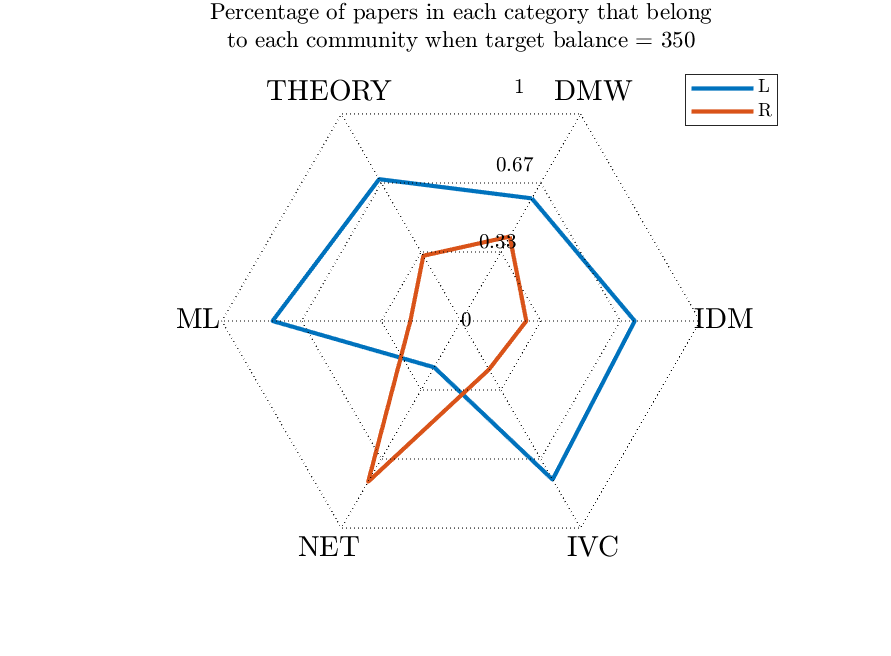 Percentage of papers in each category that belong
to each community when target balance = 350
THEORY
1
DMW
L
R
0.67
0.33
ML
0
IDM
NET
IVC